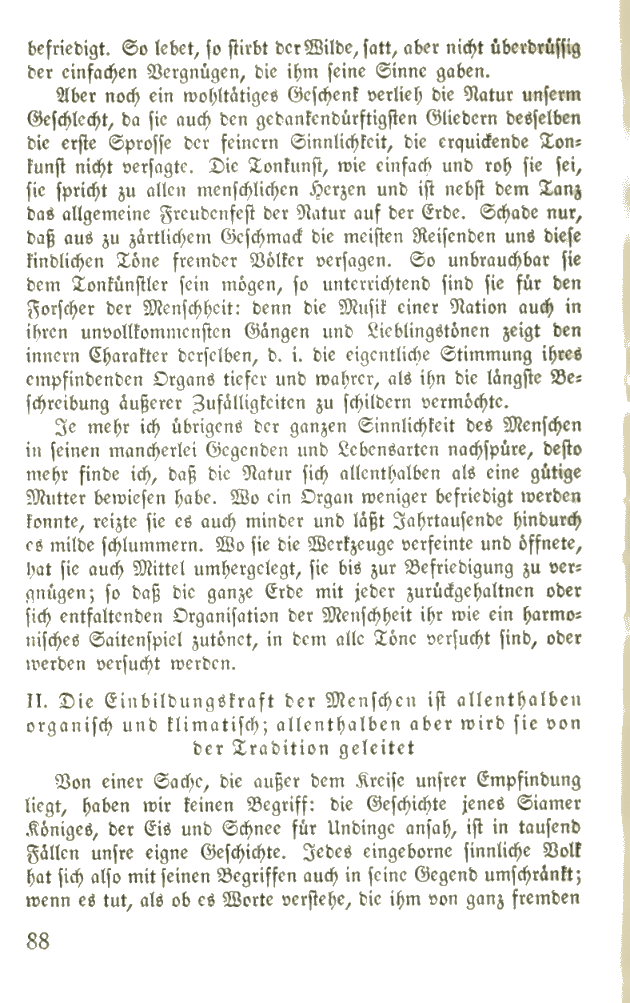 befriedigt. So lebet, so stirbt der Wilde, satt, aber nicht überdrüssig
der einfachen Vergnügen, die ihm seine Sinne gaben.
Aber noch ein wohltätiges Geschenk verlieh die Natur unserm
Geschlecht, da sie auch den gedankendürftigsten Gliedern desselben
die erste Sprosse der feinern Sinnlichkeit, die erquickende Ton-
kunst nicht versagte. Die Tonkunst, wie einfach und roh sie sei,
sie spricht zu allen menschlichen Herzen und ist nebst dem Tanz
das allgemeine Freudenfest der Natur auf der Erde. Schade nur,
daß aus zu zärtlichem Geschmack die meisten Reisenden uns diese
kindlichen Töne fremder Völker versagen. So unbrauchbar sie
dem Tonkünstler sein mögen, so unterrichtend sind sie für den
Forscher der Menschheit: denn die Musik einer Nation auch in
ihren unvollkommensten Gängen und Lieblingstönen zeigt den
innern Charakter derselben, d. i. die eigentliche Stimmung ihres
empfindenden Organs tiefer und wahrer, als ihn die längste Be-
schreibung äußerer Zufälligkeiten zu schildern vermöchte.
Je mehr ich übrigens der ganzen Sinnlichkeit des Menschen
in seinen mancherlei Gegenden und Lebensarten nachspüre, desto
mehr finde ich, daß die Natur sich allenthalben als eine gütige
Mutter bewiesen habe. Wo ein Organ weniger befriedigt werden
konnte, reizte sie es auch minder und läßt Jahrtausende hindurch
es milde schlummern. Wo sie die Werkzeuge verfeinte und öffnete,
hat sie auch Mittel umhergelegt, sie bis zur Befriedigung zu ver-
gnügen; so daß die ganze Erde mit jeder zurückgehaltnen oder
sich entfaltenden Organisation der Menschheit ihr wie ein harmo-
nisches Saitenspiel zutönet, in dem alle Töne versucht sind, oder
werden versucht werden.
II. Die Einbildungskraft der Menschen ist allenthalben
organisch und klimatisch; allenthalben aber wird sie von
der Tradition geleitet
Von einer Sache, die außer dem Kreise unsrer Empfindung
liegt, haben wir keinen Begriff: die Geschichte jenes Siamer
Königes, der Eis und Schnee für Undinge ansah, ist in tausend
Fällen unsre eigne Geschichte. Jedes eingeborne sinnliche Volk
hat sich also mit seinen Begriffen auch in seine Gegend umschränkt;
wenn es tut, als ob es Worte verstehe, die ihm von ganz fremden
88